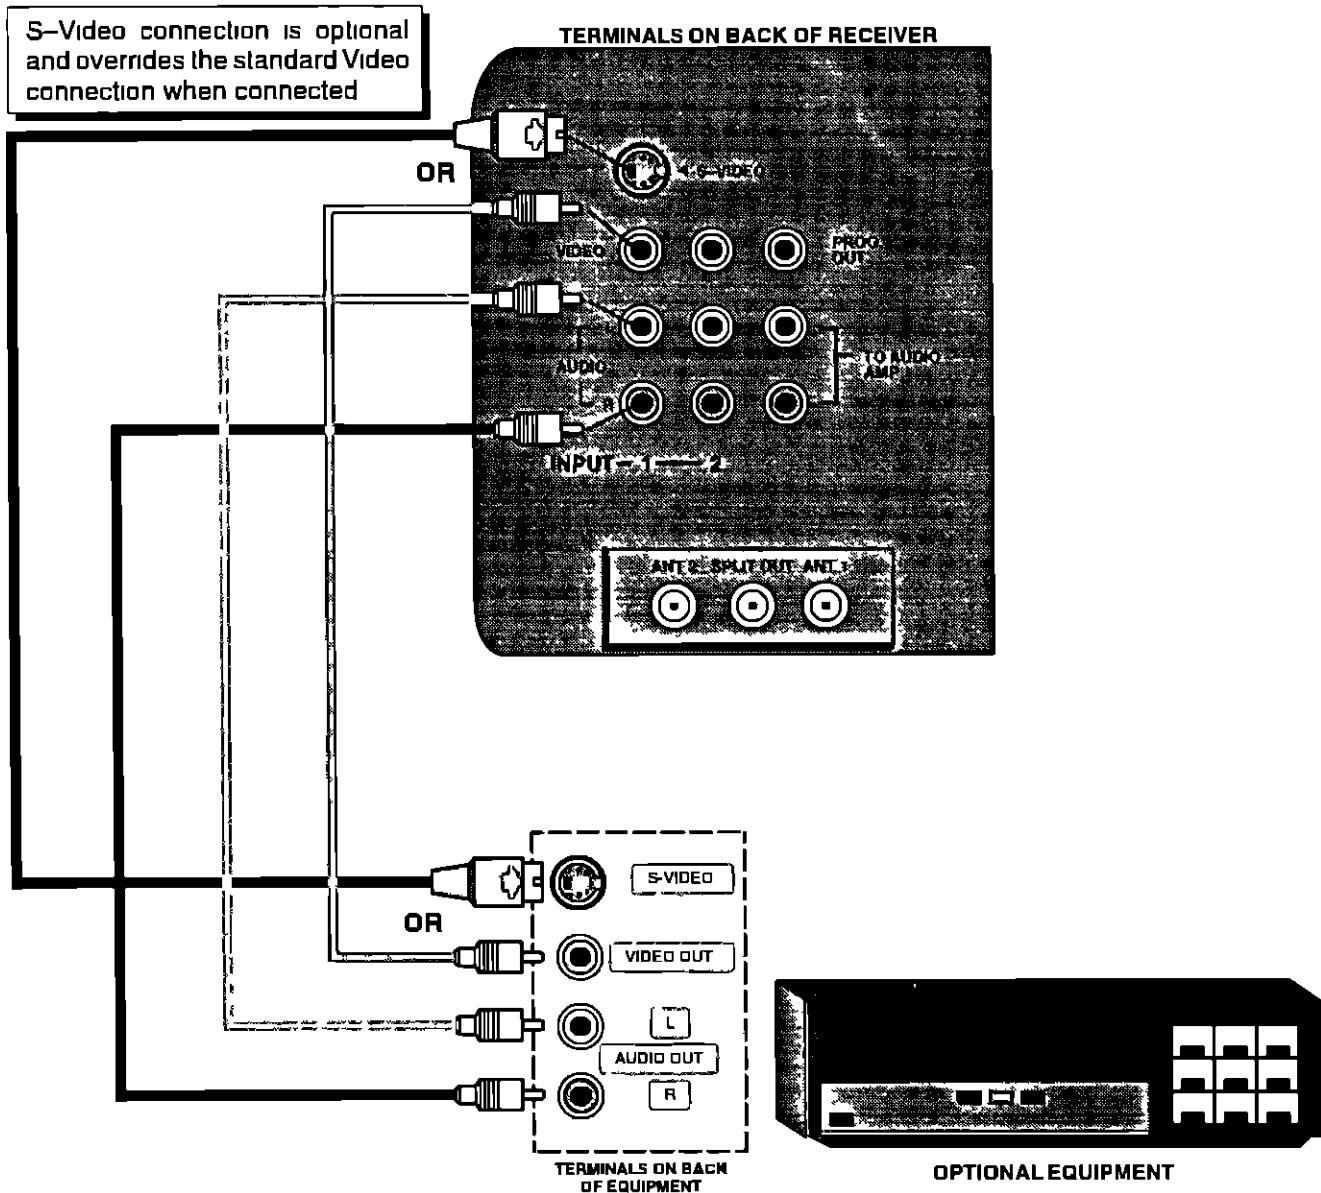 S–Video connection is optional
and overrides the standard Video
connection when connected
TERMINALS ON BACK OF RECEIVER
OR
S–VIDEO
VIDEO
PROG
OUT
AUDIO
R
TO AUDIO
AMP
INPUT – 1 —— 2
ANT 2 SPLIT OUT ANT 1
S-VIDEO
OR
VIDEO OUT
L
AUDIO OUT
R
TERMINALS ON BACK
OF EQUIPMENT
OPTIONAL EQUIPMENT